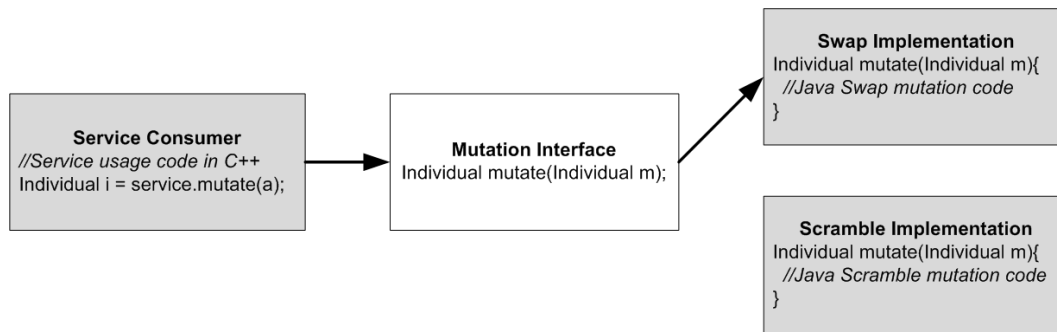 Service Consumer
//Service usage code in C++
Individual i = service.mutate(a);
Mutation Interface
Individual mutate(Individual m);
Swap Implementation
Individual mutate(Individual m){
//Java Swap mutation code
}
Scramble Implementation
Individual mutate(Individual m){
//Java Scramble mutation code
}